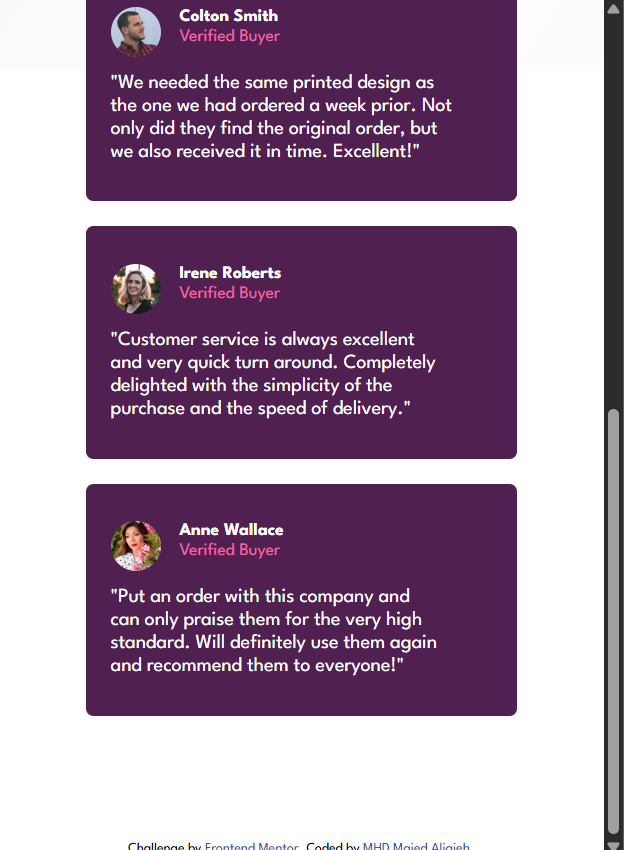 Colton Smith
Verified Buyer
"We needed the same printed design as
the one we had ordered a week prior. Not
only did they find the original order, but
we also received it in time. Excellent!"
Irene Roberts
Verified Buyer
"Customer service is always excellent
and very quick turn around. Completely
delighted with the simplicity of the
purchase and the speed of delivery."
Anne Wallace
Verified Buyer
"Put an order with this company and
can only praise them for the very high
standard. Will definitely use them again
and recommend them to everyone!"
Challenge by Frontend Mentor. Coded by MHD Majed